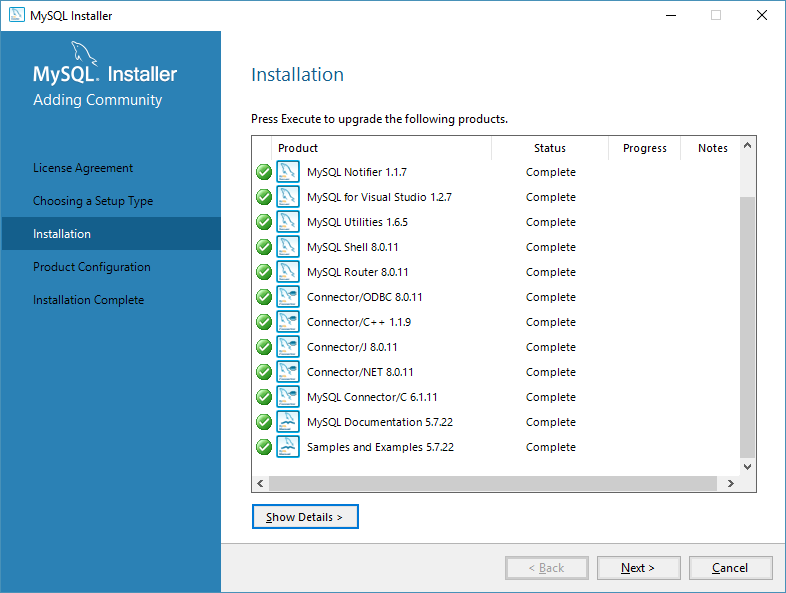 MySQL Installer
MySQL. Installer
Adding Community
License Agreement
Choosing a Setup Type
Installation
Product Configuration
Installation Complete
Installation
Press Execute to upgrade the following products.
Product Status Progress Notes
MySQL Notifier 1.1.7 Complete
MySQL for Visual Studio 1.2.7 Complete
MySQL Utilities 1.6.5 Complete
MySQL Shell 8.0.11 Complete
MySQL Router 8.0.11 Complete
Connector/ODBC 8.0.11 Complete
Connector/C++ 1.1.9 Complete
Connector/J 8.0.11 Complete
Connector/NET 8.0.11 Complete
MySQL Connector/C 6.1.11 Complete
MySQL Documentation 5.7.22 Complete
Samples and Examples 5.7.22 Complete
Show Details >
< Back Next > Cancel